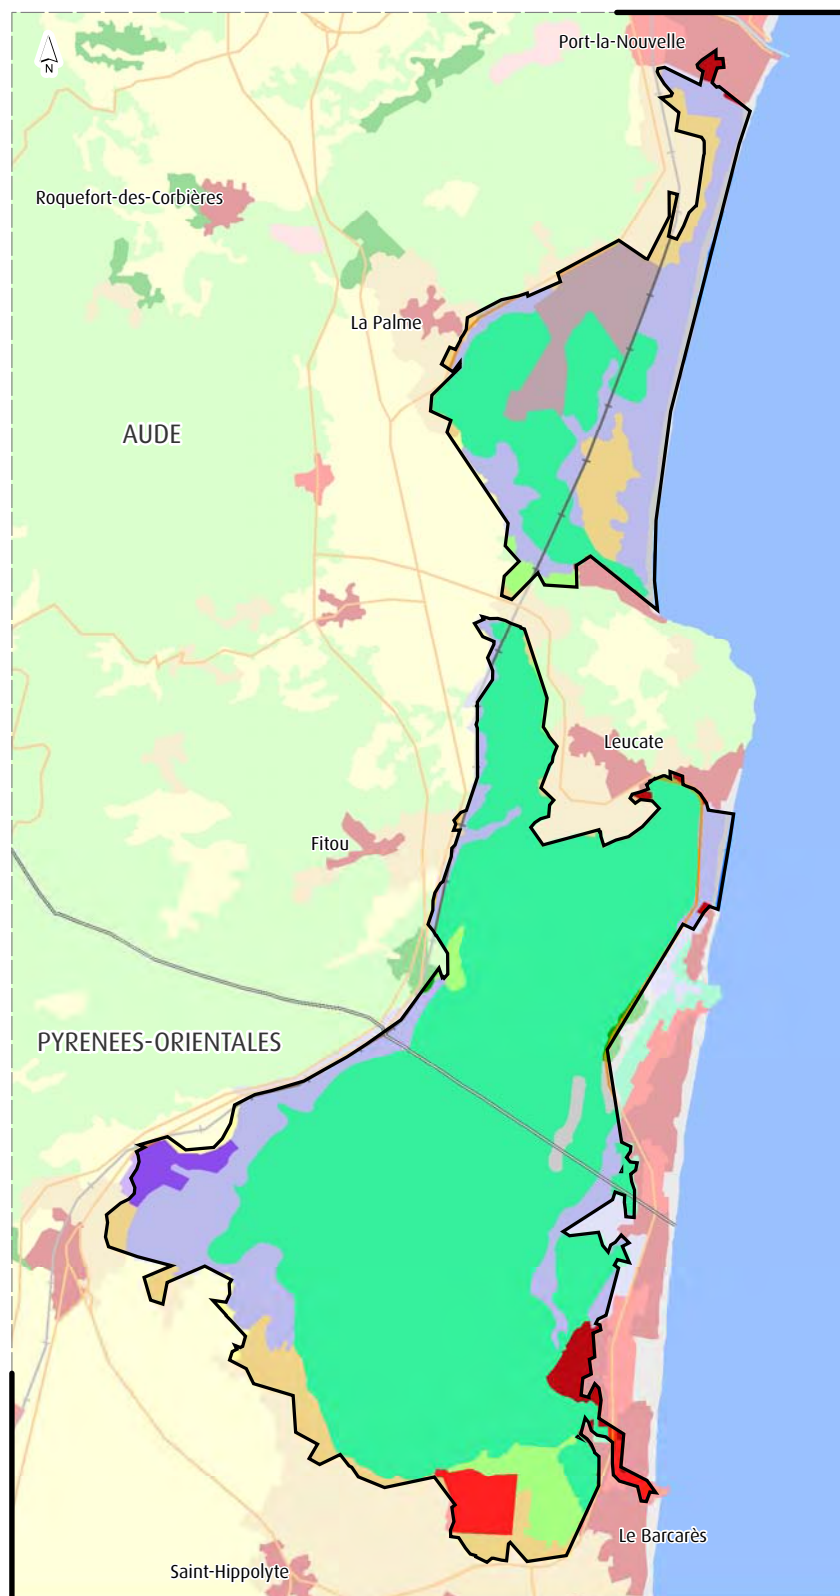 Port-la-Nouvelle
N
Roquefort-des-Corbières
La Palme
AUDE
Leucate
Fitou
PYRENEES-ORIENTALES
Le Barcarès
Saint-Hippolyte